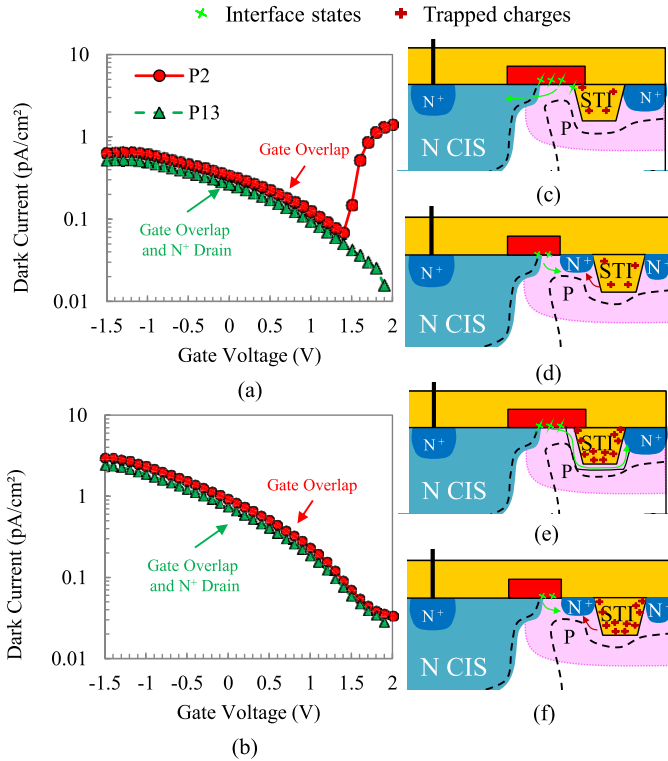 Interface states
Trapped charges
Dark Current (pA/cm²)
10
1
0.1
0.01
P2
P13
Gate Overlap
Gate Overlap
and N⁺ Drain
-1.5
-1
-0.5
0
0.5
1
1.5
2
Gate Voltage (V)
(a)
N⁺
STI
N⁺
P
N CIS
(c)
N⁺
N⁺
STI
N⁺
P
N CIS
(d)
Dark Current (pA/cm²)
10
1
0.1
0.01
Gate Overlap
Gate Overlap
and N⁺ Drain
-1.5
-1
-0.5
0
0.5
1
1.5
2
Gate Voltage (V)
(b)
N⁺
STI
N⁺
P
N CIS
(e)
N⁺
N⁺
STI
N⁺
P
N CIS
(f)